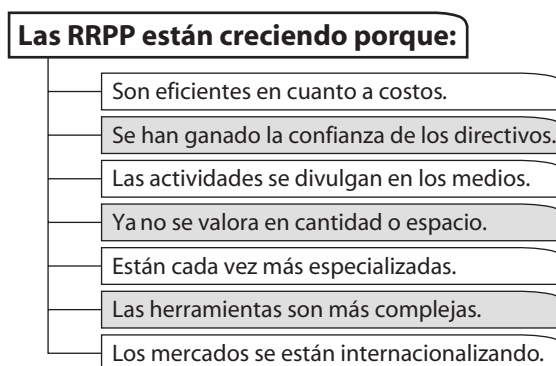 Las RRPP están creciendo porque:
Son eficientes en cuanto a costos.
Se han ganado la confianza de los directivos.
Las actividades se divulgan en los medios.
Ya no se valora en cantidad o espacio.
Están cada vez más especializadas.
Las herramientas son más complejas.
Los mercados se están internacionalizando.